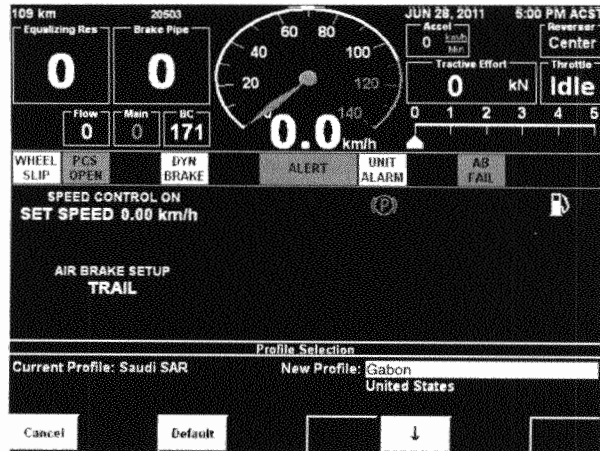 109 km
20503
JUN 28, 2011
5:00 PM ACST
Equalizing Res
0
Brake Pipe
0
Flow
0
Main
0
BC
171
0
20
40
60
80
100
120
140
0.0 km/h
Accel
0 km/h
Min
Reverser
Center
Tractive Effort
0 kN
Throttle
Idle
0 1 2 3 4 5
WHEEL SLIP
PCS OPEN
DYN BRAKE
ALERT
UNIT ALARM
AB FAIL
SPEED CONTROL ON
SET SPEED 0.00 km/h
(P)
AIR BRAKE SETUP
TRAIL
Profile Selection
Current Profile: Saudi SAR
New Profile: Gabon
United States
Cancel
Default
↓